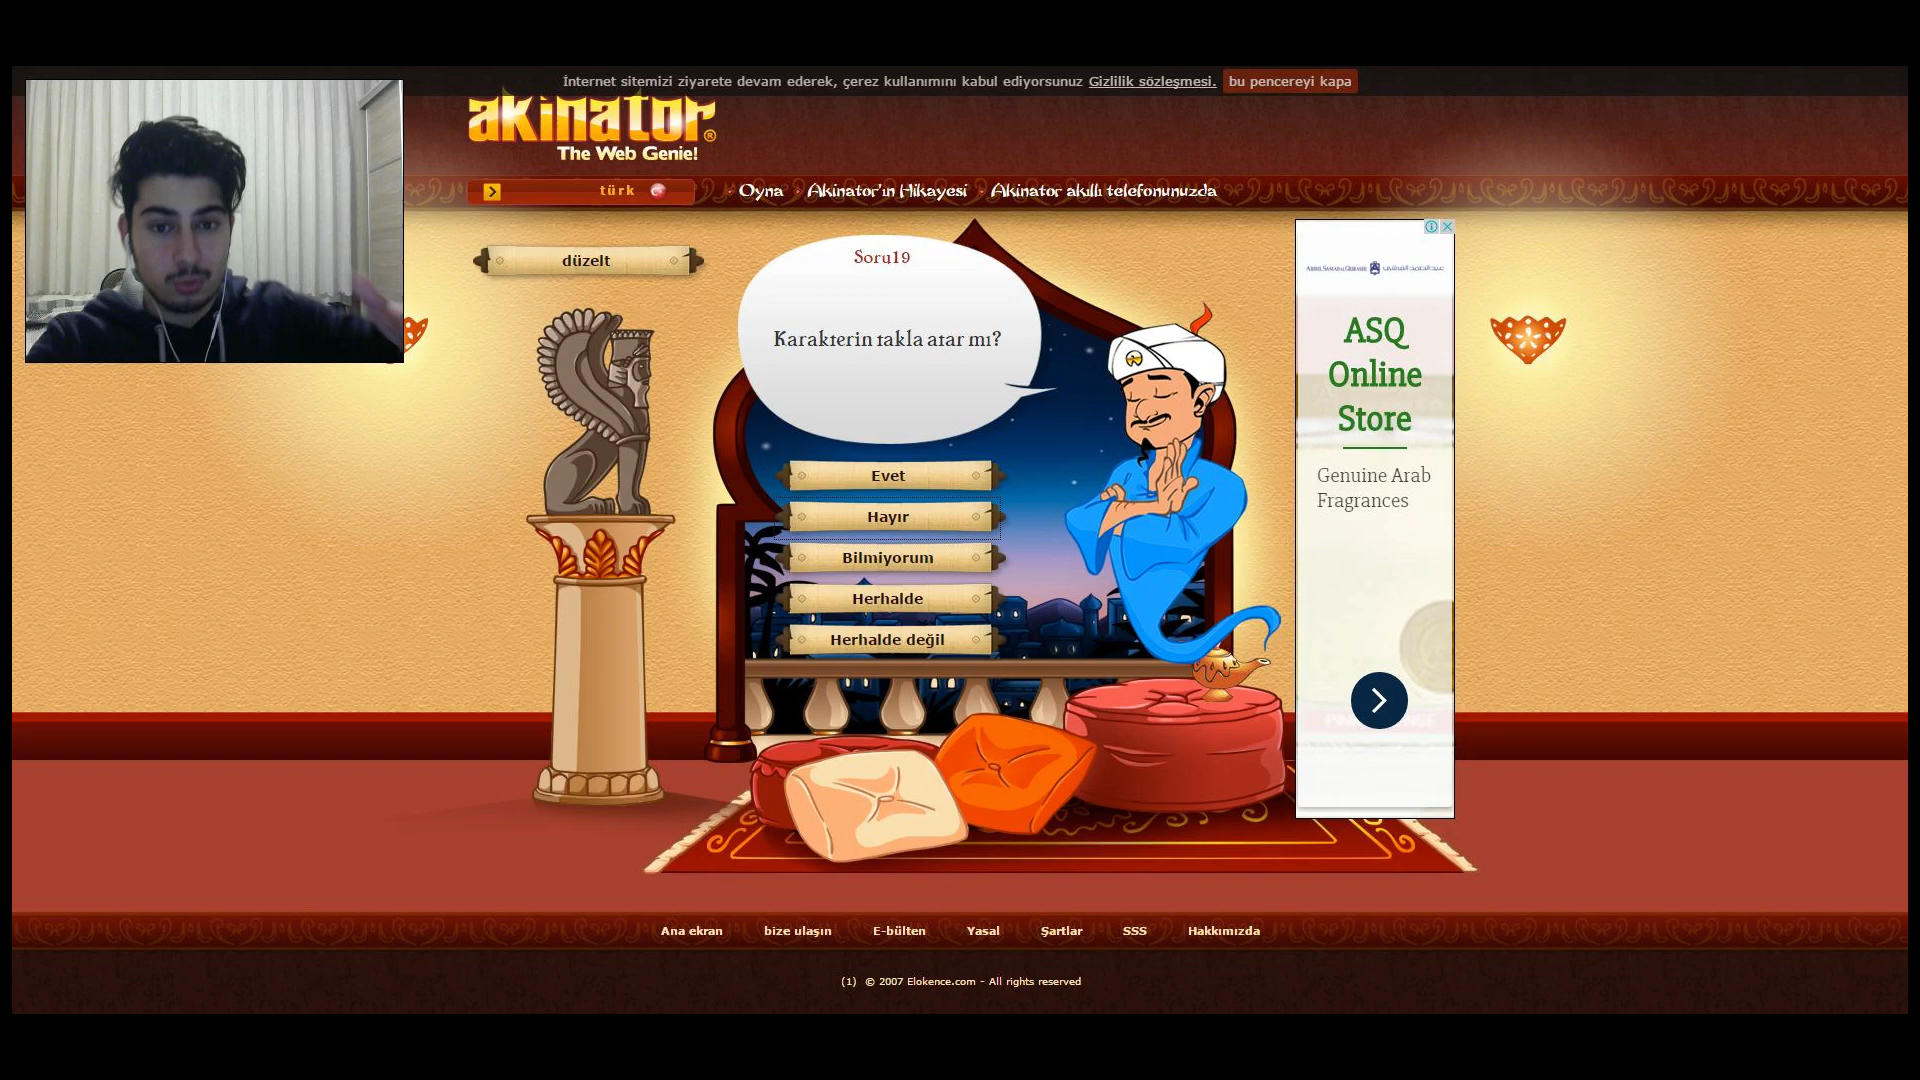 İnternet sitemizi ziyarete devam ederek, çerez kullanımını kabul ediyorsunuz Gizlilik sözleşmesi. bu pencereyi kapa
akinator®
The Web Genie!
türk
Oyna · Akinator'ın Hikayesi · Akinator akıllı telefonunuzda
düzelt
Soru19
Karakterin takla atar mı?
Evet
Hayır
Bilmiyorum
Herhalde
Herhalde değil
ASQ
Online
Store
Genuine Arab
Fragrances
Ana ekran bize ulaşın E-bülten Yasal Şartlar SSS Hakkımızda
(1) © 2007 Elokence.com - All rights reserved